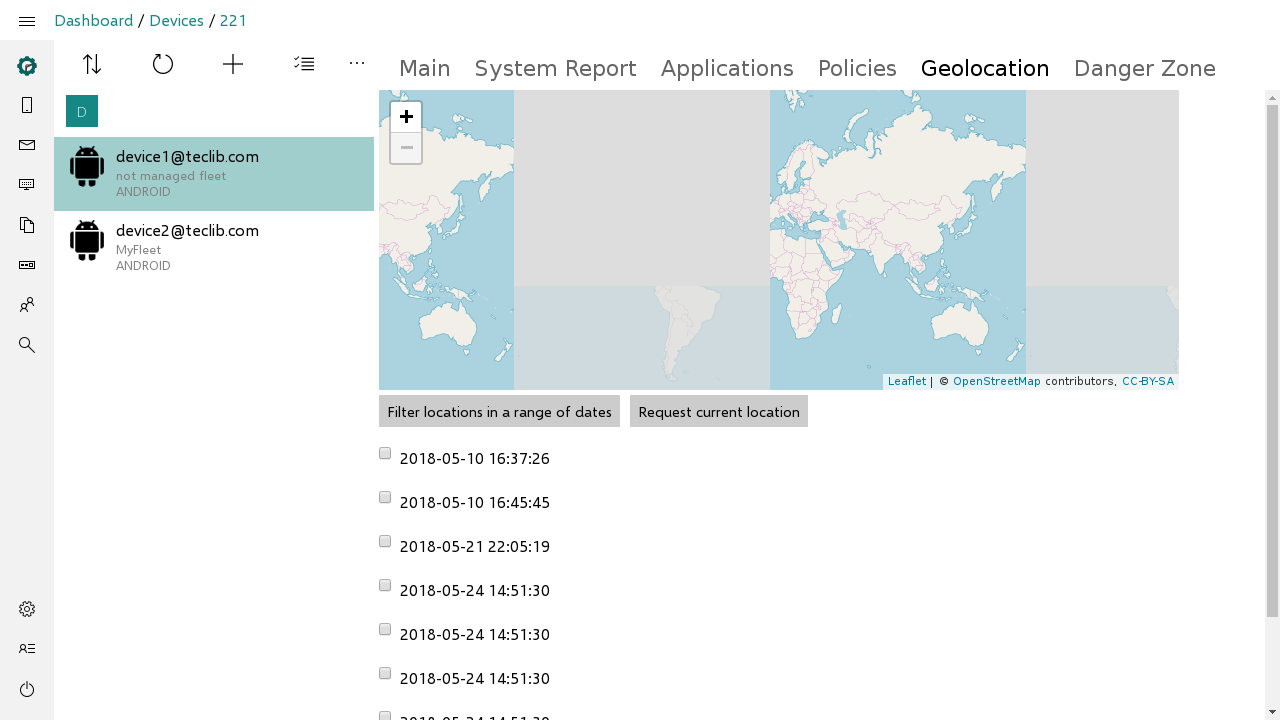 Dashboard / Devices / 221
Main System Report Applications Policies Geolocation Danger Zone
D
device1@teclib.com
not managed fleet
ANDROID
device2@teclib.com
MyFleet
ANDROID
+
−
Leaflet | © OpenStreetMap contributors, CC-BY-SA
Filter locations in a range of dates
Request current location
2018-05-10 16:37:26
2018-05-10 16:45:45
2018-05-21 22:05:19
2018-05-24 14:51:30
2018-05-24 14:51:30
2018-05-24 14:51:30